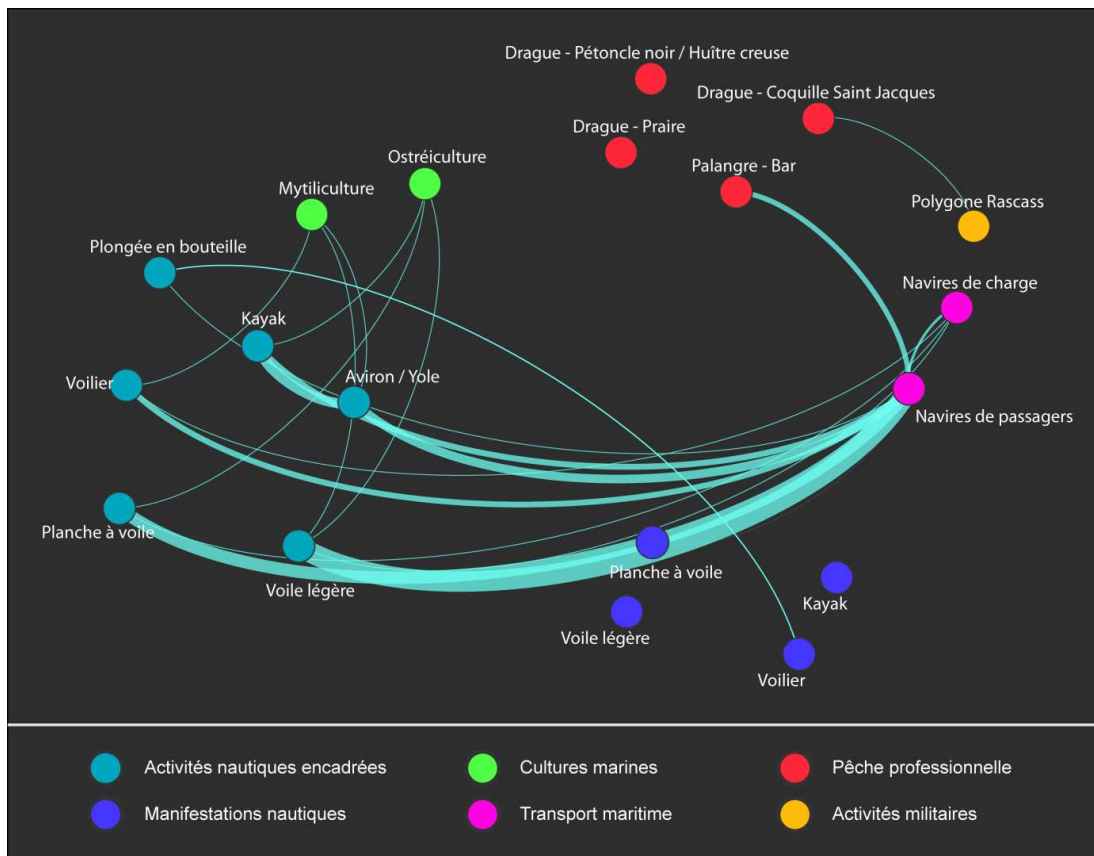 Drague - Pétoncle noir / Huître creuse
Drague - Coquille Saint Jacques
Drague - Praire
Ostréiculture
Palangre - Bar
Mytiliculture
Polygone Rascass
Plongée en bouteille
Navires de charge
Kayak
Aviron / Yole
Voilier
Navires de passagers
Planche à voile
Voile légère
Planche à voile
Kayak
Voile légère
Voilier
Activités nautiques encadrées
Cultures marines
Pêche professionnelle
Manifestations nautiques
Transport maritime
Activités militaires